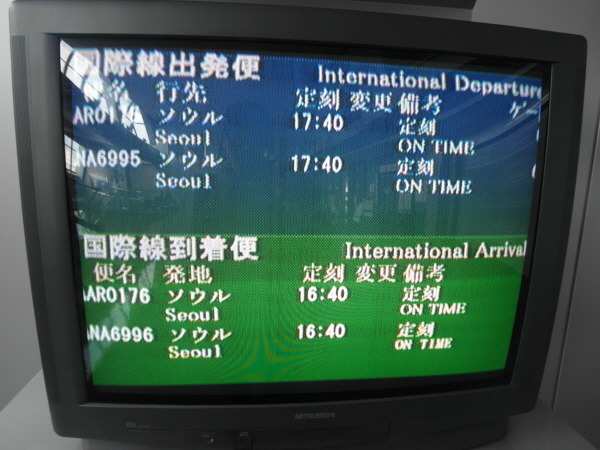 国際線出発便 International Departure
名 行先 定刻 変更 備考 ゲー
ソウル 17:40 定刻
Seoul ON TIME
NA6995 ソウル 17:40 定刻
Seoul ON TIME
国際線到着便 International Arrival
便名 発地 定刻 変更 備考
AAR0176 ソウル 16:40 定刻
Seoul ON TIME
ANA6996 ソウル 16:40 定刻
Seoul ON TIME
MITSUBISHI